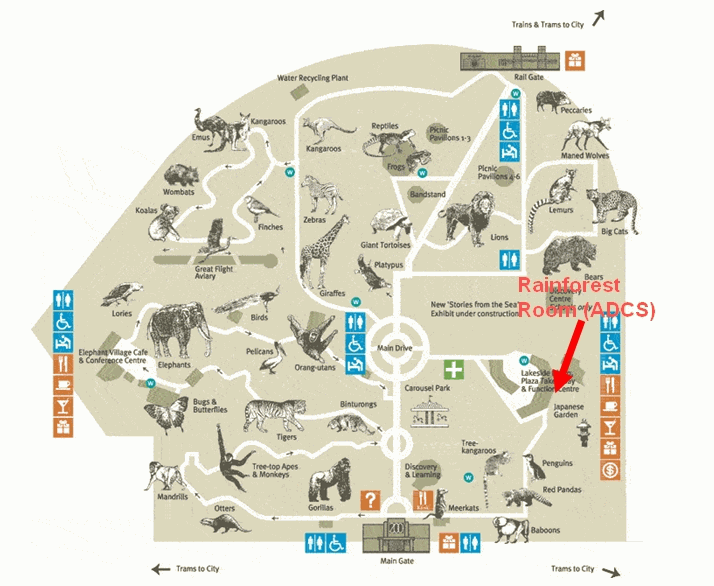 Trains & Trams to City
Rail Gate
Water Recycling Plant
Peccaries
Kangaroos
Emus
Reptiles
Kangaroos
Picnic
Pavilions 1-3
Maned Wolves
Frogs
Picnic
Pavilions 4-6
Wombats
Zebras
Bandstand
Lemurs
Koalas
Finches
Big Cats
Giant Tortoises
Lions
Great Flight
Aviary
Platypus
Bears
Rainforest
Room (ADCS)
Giraffes
Discovery
Centre
only
New 'Stories from the Sea'
Exhibit under construction
Lories
Birds
Elephant Village Cafe
& Conference Centre
Elephants
Pelicans
Orang-utans
Main Drive
Lakeside
Plaza
& Function Centre
Carousel Park
Japanese
Garden
Bugs &
Butterflies
Binturongs
Tigers
Tree-
kangaroos
Tree-top Apes
& Monkeys
Discovery
& Learning
Penguins
Mandrills
Gorillas
Red Pandas
?
Otters
Meerkats
Baboons
Main Gate
Trams to City
Trams to City
W
W
W
W
W
W
W
$